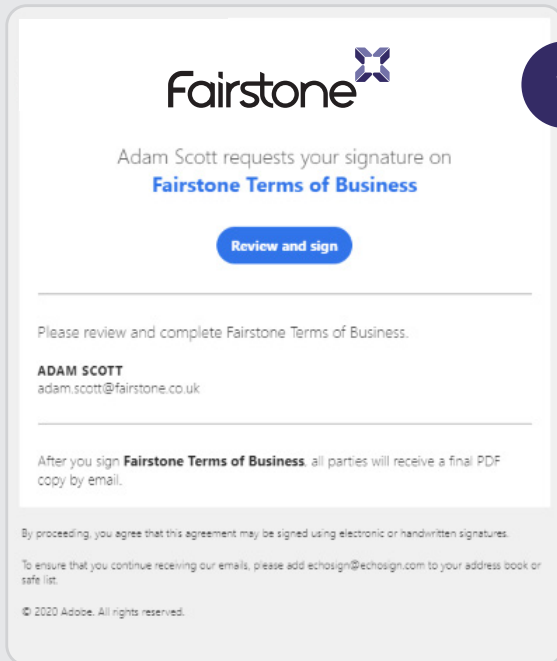 Fairstone
Adam Scott requests your signature on
Fairstone Terms of Business
Review and sign
Please review and complete Fairstone Terms of Business.
ADAM SCOTT
adam.scott@fairstone.co.uk
After you sign Fairstone Terms of Business, all parties will receive a final PDF
copy by email.
By proceeding, you agree that this agreement may be signed using electronic or handwritten signatures.
To ensure that you continue receiving our emails, please add echosign@echosign.com to your address book or
safe list.
© 2020 Adobe. All rights reserved.